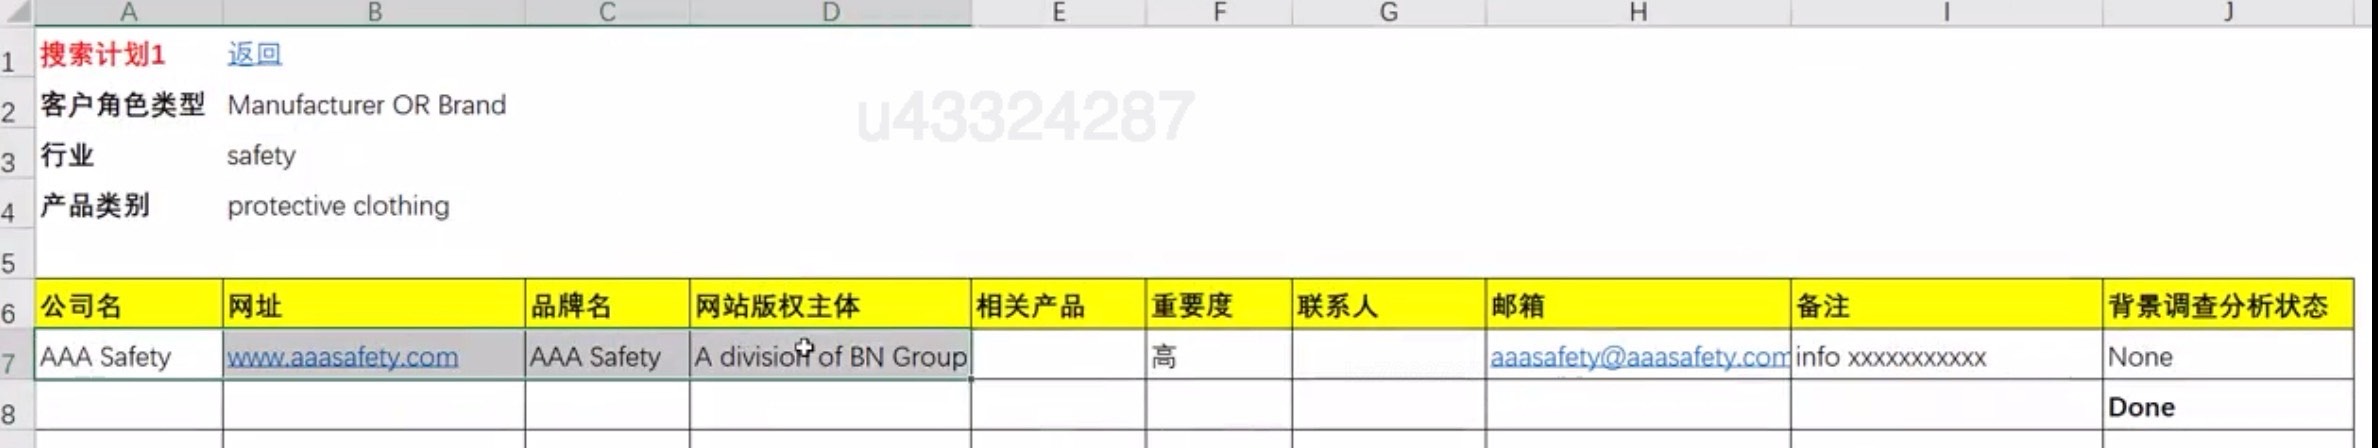 A B C D E F G H I J
1 搜索计划1 返回
2 客户角色类型 Manufacturer OR Brand
u43324287
3 行业 safety
4 产品类别 protective clothing
5
6 公司名 网址 品牌名 网站版权主体 相关产品 重要度 联系人 邮箱 备注 背景调查分析状态
7 AAA Safety www.aaasafety.com AAA Safety A division of BN Group 高 aaasafety@aaasafety.com info xxxxxxxxxxx None
8 Done